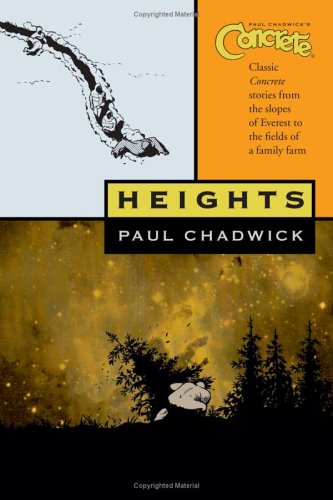 Copyrighted Material
PAUL CHADWICK'S
CONCRETE
Classic
Concrete
stories from
the slopes
of Everest to
the fields of
a family farm
HEIGHTS
PAUL CHADWICK
Copyrighted Material